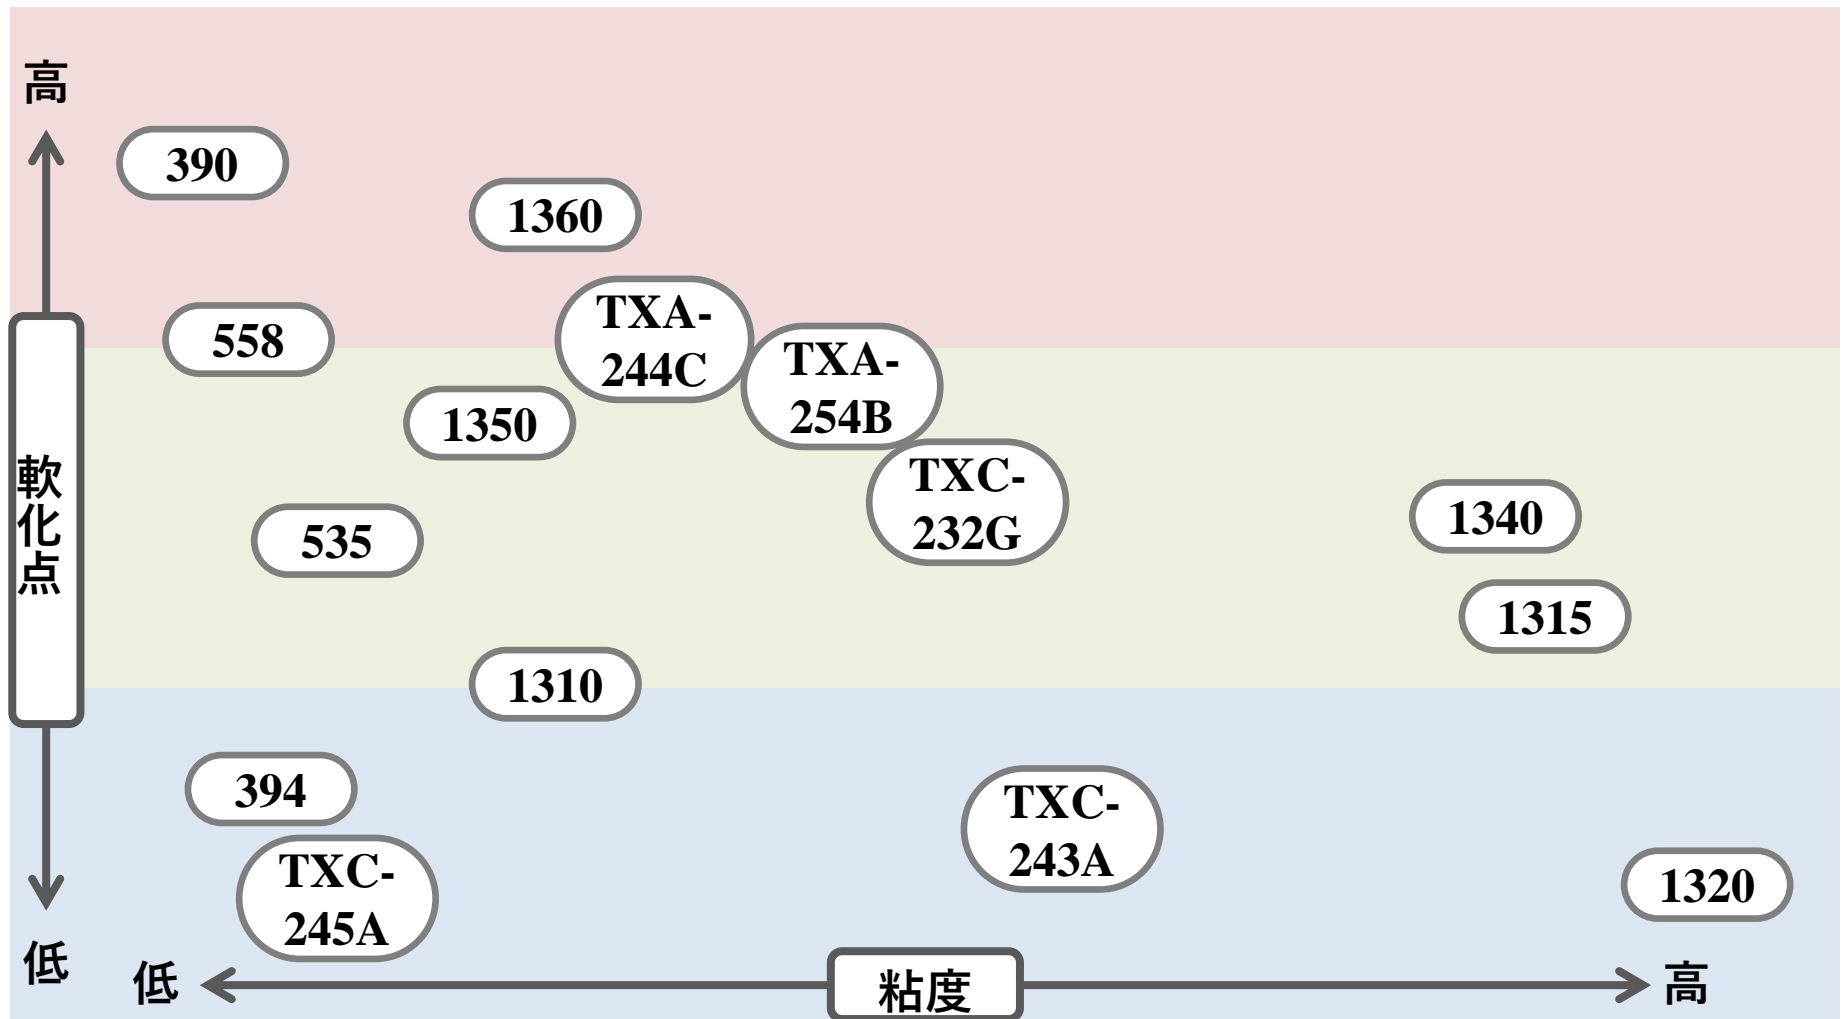 高
390
1360
TXA-
244C
558
TXA-
254B
1350
TXC-
232G
軟化点
1340
535
1315
1310
394
TXC-
243A
TXC-
245A
1320
低
低
粘度
高